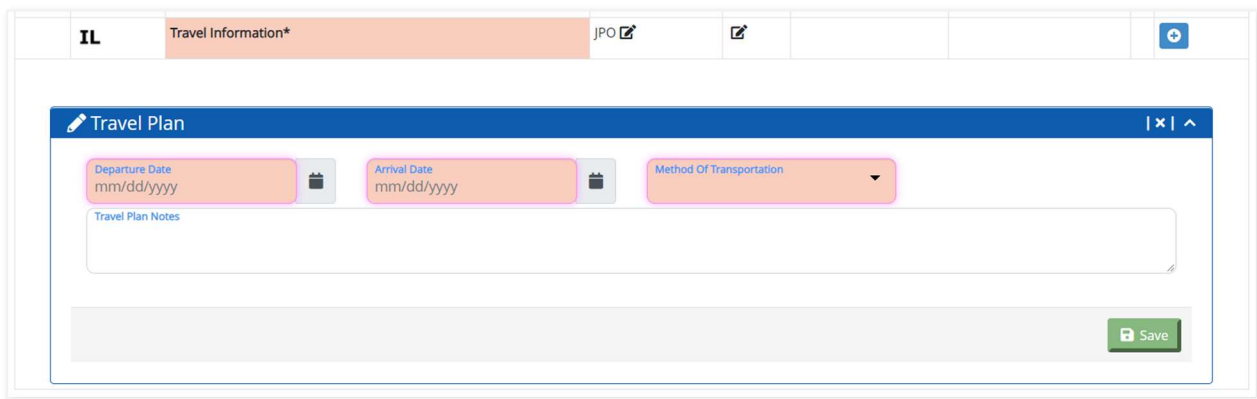 IL Travel Information* JPO
Travel Plan
Departure Date Arrival Date Method Of Transportation
mm/dd/yyyy mm/dd/yyyy
Travel Plan Notes
Save